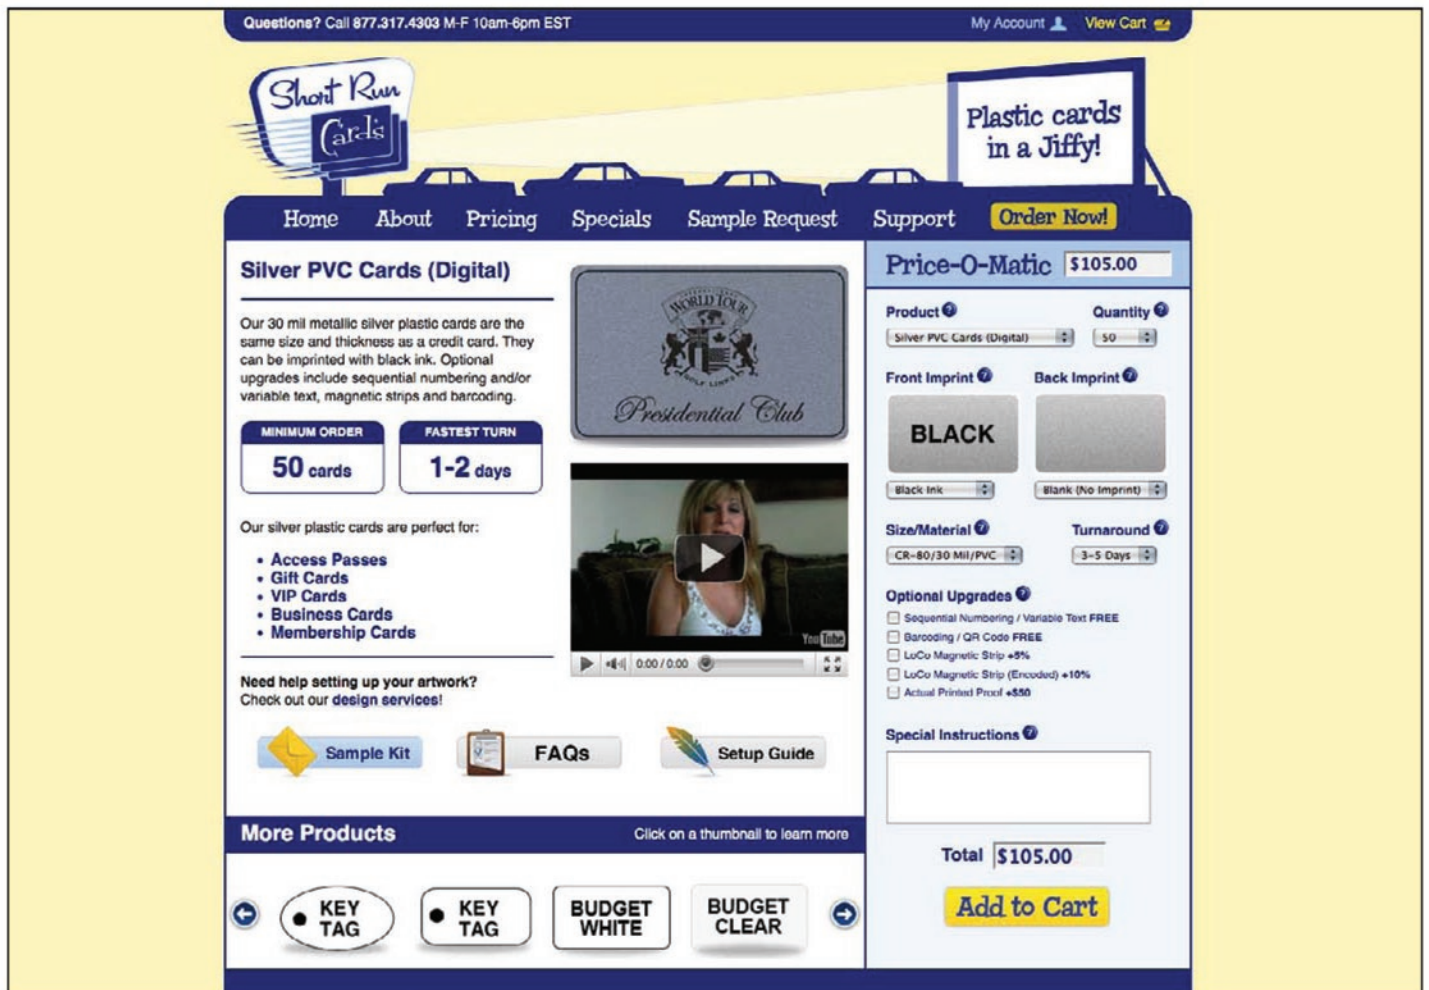 Questions? Call 877.317.4303 M-F 10am-6pm EST
My Account
View Cart
Short Run
Cards
Plastic cards
in a Jiffy!
Home About Pricing Specials Sample Request Support Order Now!
Silver PVC Cards (Digital)
Our 30 mil metallic silver plastic cards are the
same size and thickness as a credit card. They
can be imprinted with black ink. Optional
upgrades include sequential numbering and/or
variable text, magnetic strips and barcoding.
MINIMUM ORDER
50 cards
FASTEST TURN
1-2 days
Our silver plastic cards are perfect for:
• Access Passes
• Gift Cards
• VIP Cards
• Business Cards
• Membership Cards
Need help setting up your artwork?
Check out our design services!
WORLD TOUR
GOLF LINKS
Presidential Club
YouTube
0:00 / 0:00
Sample Kit
FAQs
Setup Guide
More Products
Click on a thumbnail to learn more
KEY
TAG
KEY
TAG
BUDGET
WHITE
BUDGET
CLEAR
Price-O-Matic $105.00
Product ?
Quantity ?
Silver PVC Cards (Digital)
50
Front Imprint ?
Back Imprint ?
BLACK
Black Ink
Blank (No Imprint)
Size/Material ?
Turnaround ?
CR-80/30 Mil/PVC
3-5 Days
Optional Upgrades ?
Sequential Numbering / Variable Text FREE
Barcoding / QR Code FREE
LoCo Magnetic Strip +5%
LoCo Magnetic Strip (Encoded) +10%
Actual Printed Proof +$50
Special Instructions ?
Total $105.00
Add to Cart